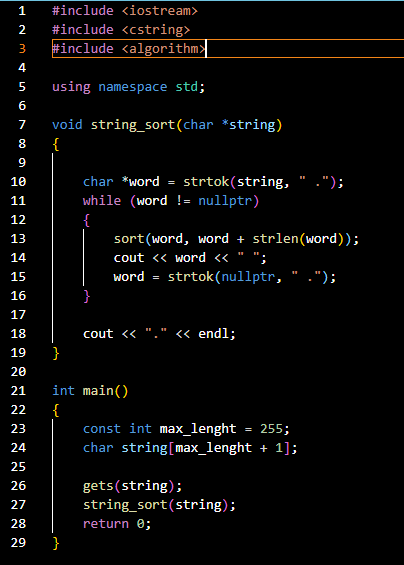 1 #include <iostream>
2 #include <cstring>
3 #include <algorithm>
4
5 using namespace std;
6
7 void string_sort(char *string)
8 {
9
10     char *word = strtok(string, " .");
11     while (word != nullptr)
12     {
13         sort(word, word + strlen(word));
14         cout << word << " ";
15         word = strtok(nullptr, " .");
16     }
17
18     cout << "." << endl;
19 }
20
21 int main()
22 {
23     const int max_lenght = 255;
24     char string[max_lenght + 1];
25
26     gets(string);
27     string_sort(string);
28     return 0;
29 }